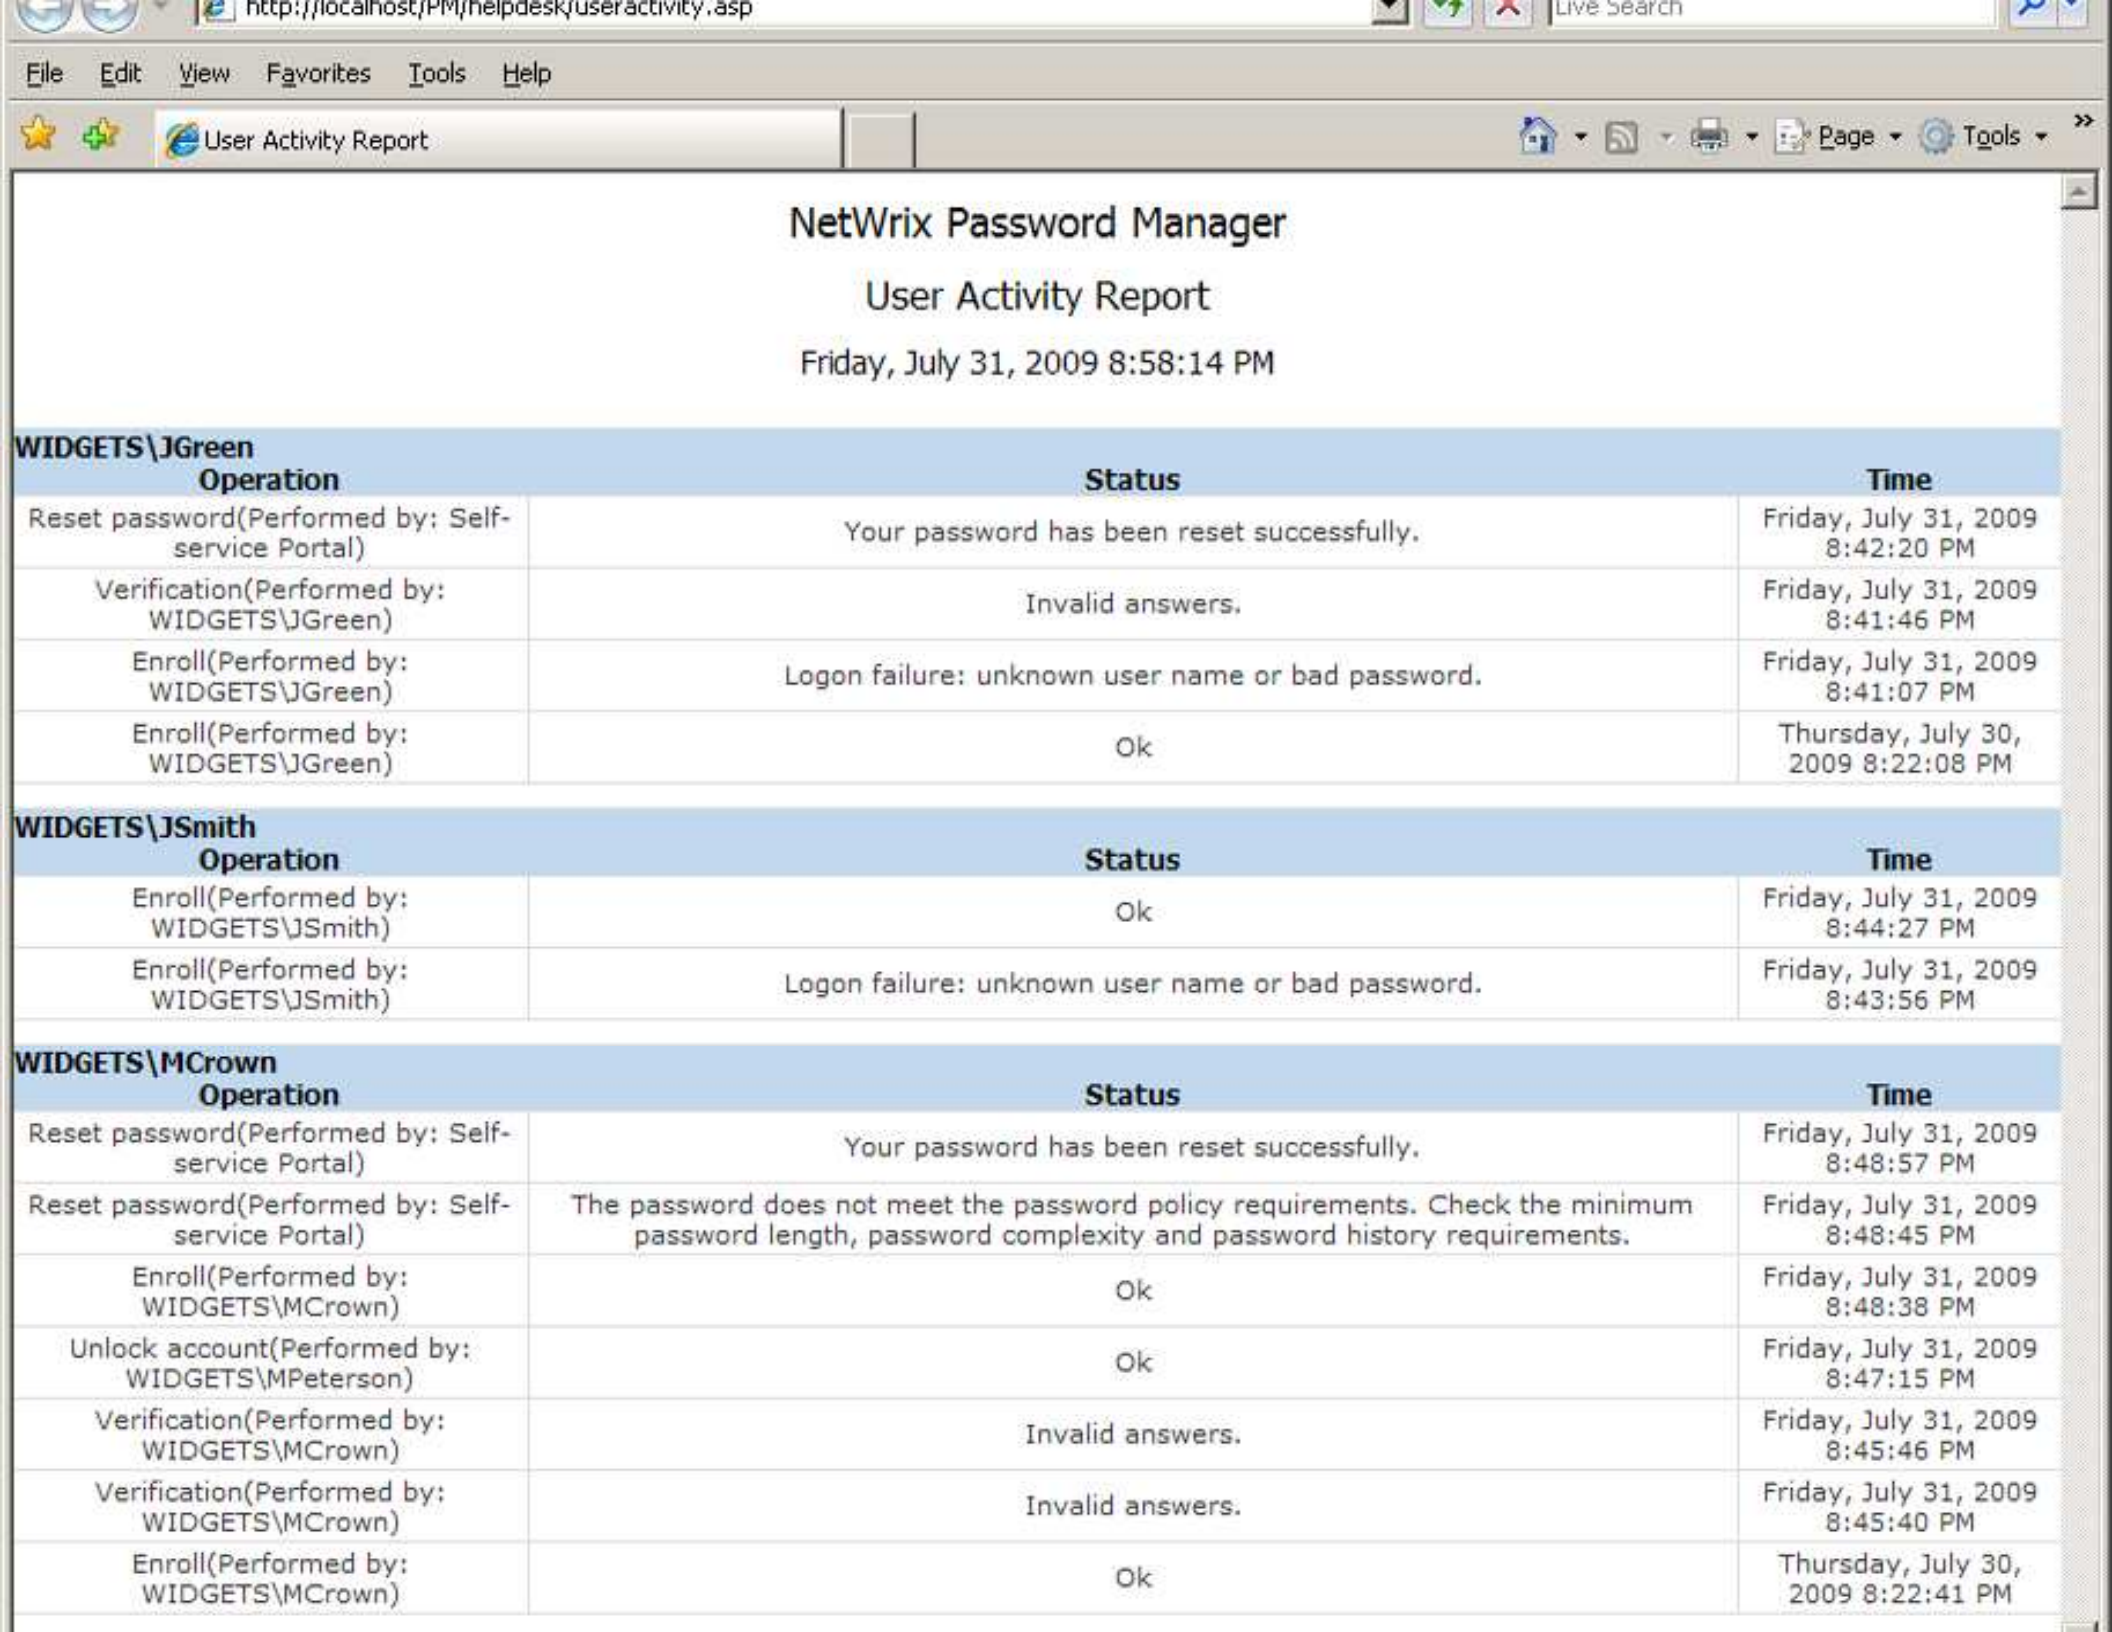 http://localhost/PM/helpdesk/useractivity.asp
Live Search
File Edit View Favorites Tools Help
User Activity Report
Page Tools »
NetWrix Password Manager
User Activity Report
Friday, July 31, 2009 8:58:14 PM
WIDGETS\JGreen
Operation Status Time
Reset password(Performed by: Self-
service Portal)
Your password has been reset successfully.
Friday, July 31, 2009
8:42:20 PM
Verification(Performed by:
WIDGETS\JGreen)
Invalid answers.
Friday, July 31, 2009
8:41:46 PM
Enroll(Performed by:
WIDGETS\JGreen)
Logon failure: unknown user name or bad password.
Friday, July 31, 2009
8:41:07 PM
Enroll(Performed by:
WIDGETS\JGreen)
Ok
Thursday, July 30,
2009 8:22:08 PM
WIDGETS\JSmith
Operation Status Time
Enroll(Performed by:
WIDGETS\JSmith)
Ok
Friday, July 31, 2009
8:44:27 PM
Enroll(Performed by:
WIDGETS\JSmith)
Logon failure: unknown user name or bad password.
Friday, July 31, 2009
8:43:56 PM
WIDGETS\MCrown
Operation Status Time
Reset password(Performed by: Self-
service Portal)
Your password has been reset successfully.
Friday, July 31, 2009
8:48:57 PM
Reset password(Performed by: Self-
service Portal)
The password does not meet the password policy requirements. Check the minimum
password length, password complexity and password history requirements.
Friday, July 31, 2009
8:48:45 PM
Enroll(Performed by:
WIDGETS\MCrown)
Ok
Friday, July 31, 2009
8:48:38 PM
Unlock account(Performed by:
WIDGETS\MPeterson)
Ok
Friday, July 31, 2009
8:47:15 PM
Verification(Performed by:
WIDGETS\MCrown)
Invalid answers.
Friday, July 31, 2009
8:45:46 PM
Verification(Performed by:
WIDGETS\MCrown)
Invalid answers.
Friday, July 31, 2009
8:45:40 PM
Enroll(Performed by:
WIDGETS\MCrown)
Ok
Thursday, July 30,
2009 8:22:41 PM